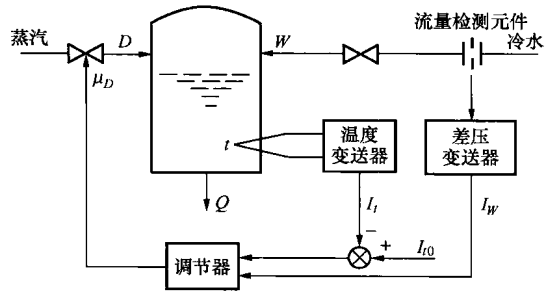 流量检测元件
蒸汽
D
W
冷水
μD
t
温度
变送器
差压
变送器
Q
It
IW
−
+
It0
调节器